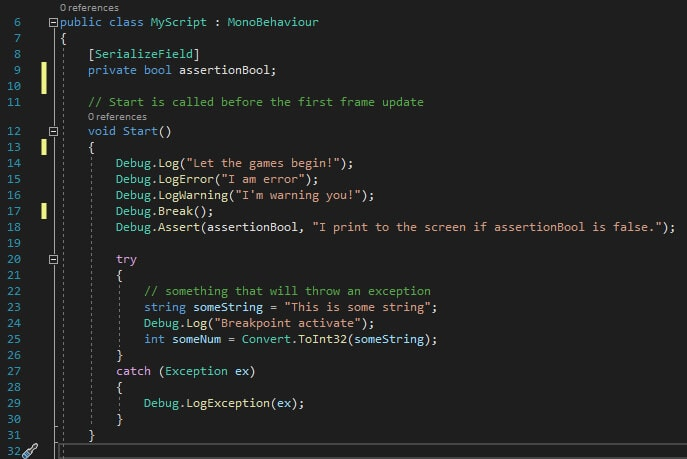 0 references
6 public class MyScript : MonoBehaviour
7 {
8 [SerializeField]
9 private bool assertionBool;
10
11 // Start is called before the first frame update
0 references
12 void Start()
13 {
14 Debug.Log("Let the games begin!");
15 Debug.LogError("I am error");
16 Debug.LogWarning("I'm warning you!");
17 Debug.Break();
18 Debug.Assert(assertionBool, "I print to the screen if assertionBool is false.");
19
20 try
21 {
22 // something that will throw an exception
23 string someString = "This is some string";
24 Debug.Log("Breakpoint activate");
25 int someNum = Convert.ToInt32(someString);
26 }
27 catch (Exception ex)
28 {
29 Debug.LogException(ex);
30 }
31 }
32